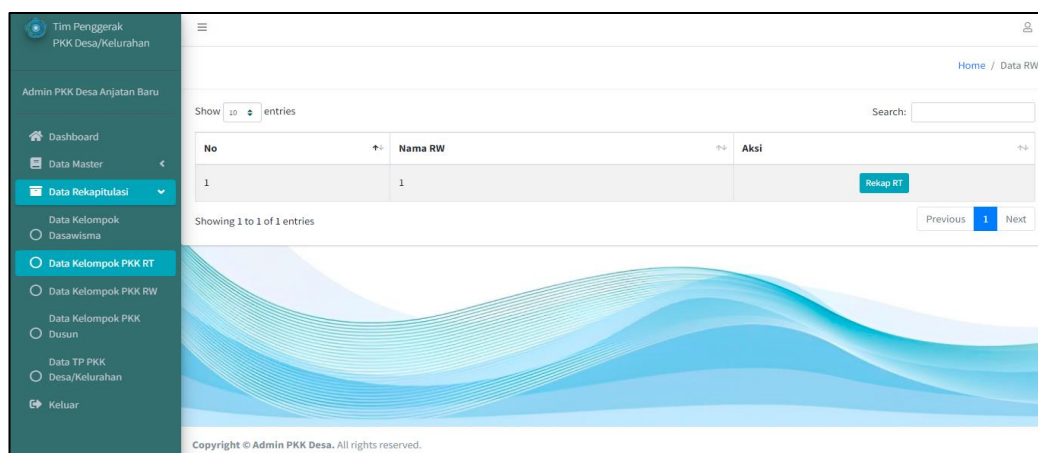 Tim Penggerak
PKK Desa/Kelurahan
Admin PKK Desa Anjatan Baru
Dashboard
Data Master
Data Rekapitulasi
Data Kelompok
Dasawisma
Data Kelompok PKK RT
Data Kelompok PKK RW
Data Kelompok PKK
Dusun
Data TP PKK
Desa/Kelurahan
Keluar
Home / Data RW
Show 10 entries
Search:
No Nama RW Aksi
1 1 Rekap RT
Showing 1 to 1 of 1 entries
Previous 1 Next
Copyright © Admin PKK Desa. All rights reserved.